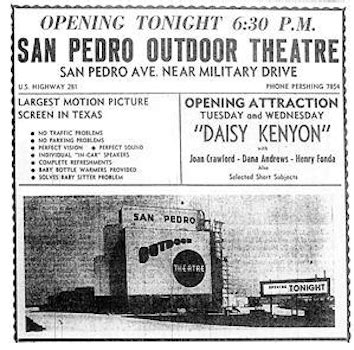 OPENING TONIGHT 6:30 P.M.
SAN PEDRO OUTDOOR THEATRE
SAN PEDRO AVE. NEAR MILITARY DRIVE
U.S. HIGHWAY 281
PHONE PERSHING 7854
LARGEST MOTION PICTURE
SCREEN IN TEXAS
● NO TRAFFIC PROBLEMS
● NO PARKING PROBLEMS
● PERFECT VISION ● PERFECT SOUND
● INDIVIDUAL "IN-CAR" SPEAKERS
● COMPLETE REFRESHMENTS
● BABY BOTTLE WARMERS PROVIDED
● SOLVES BABY SITTER PROBLEM
OPENING ATTRACTION
TUESDAY and WEDNESDAY
"DAISY KENYON"
with
Joan Crawford - Dana Andrews - Henry Fonda
Also
Selected Short Subjects
SAN PEDRO
OUTDOOR
THEATRE
OPENING
TONIGHT